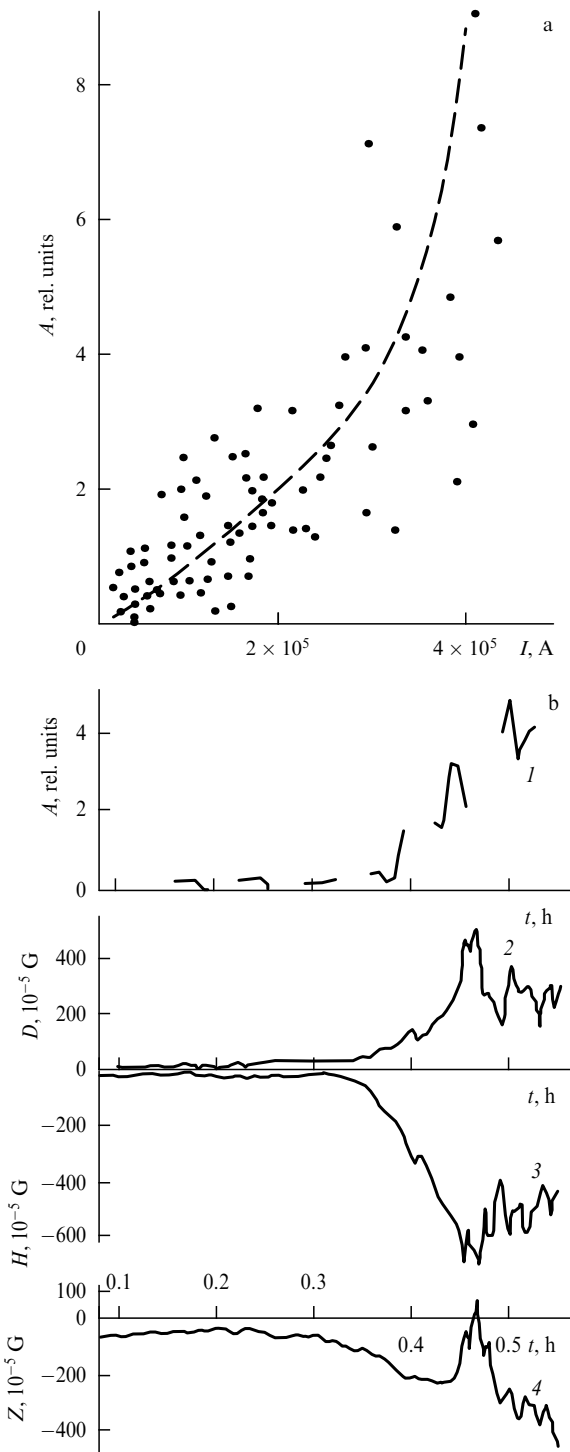 a
8
6
A, rel. units
4
2
0
2 × 10⁵
4 × 10⁵
I, A
b
4
A, rel. units
2
1
0
t, h
400
2
D, 10⁻⁵ G
200
0
t, h
−200
−400
3
H, 10⁻⁵ G
−600
0.1
0.2
0.3
100
0
0.4
0.5 t, h
Z, 10⁻⁵ G
−200
4
−400